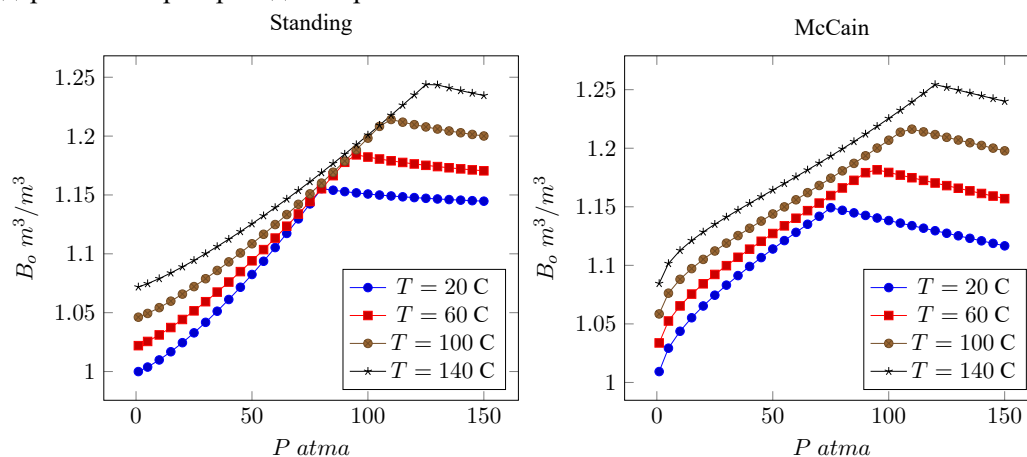 Standing
McCain
1.25
1.2
1.15
1.1
1.05
1
0
50
100
150
B_o m^3/m^3
P atma
T = 20 C
T = 60 C
T = 100 C
T = 140 C
1.25
1.2
1.15
1.1
1.05
1
0
50
100
150
B_o m^3/m^3
P atma
T = 20 C
T = 60 C
T = 100 C
T = 140 C